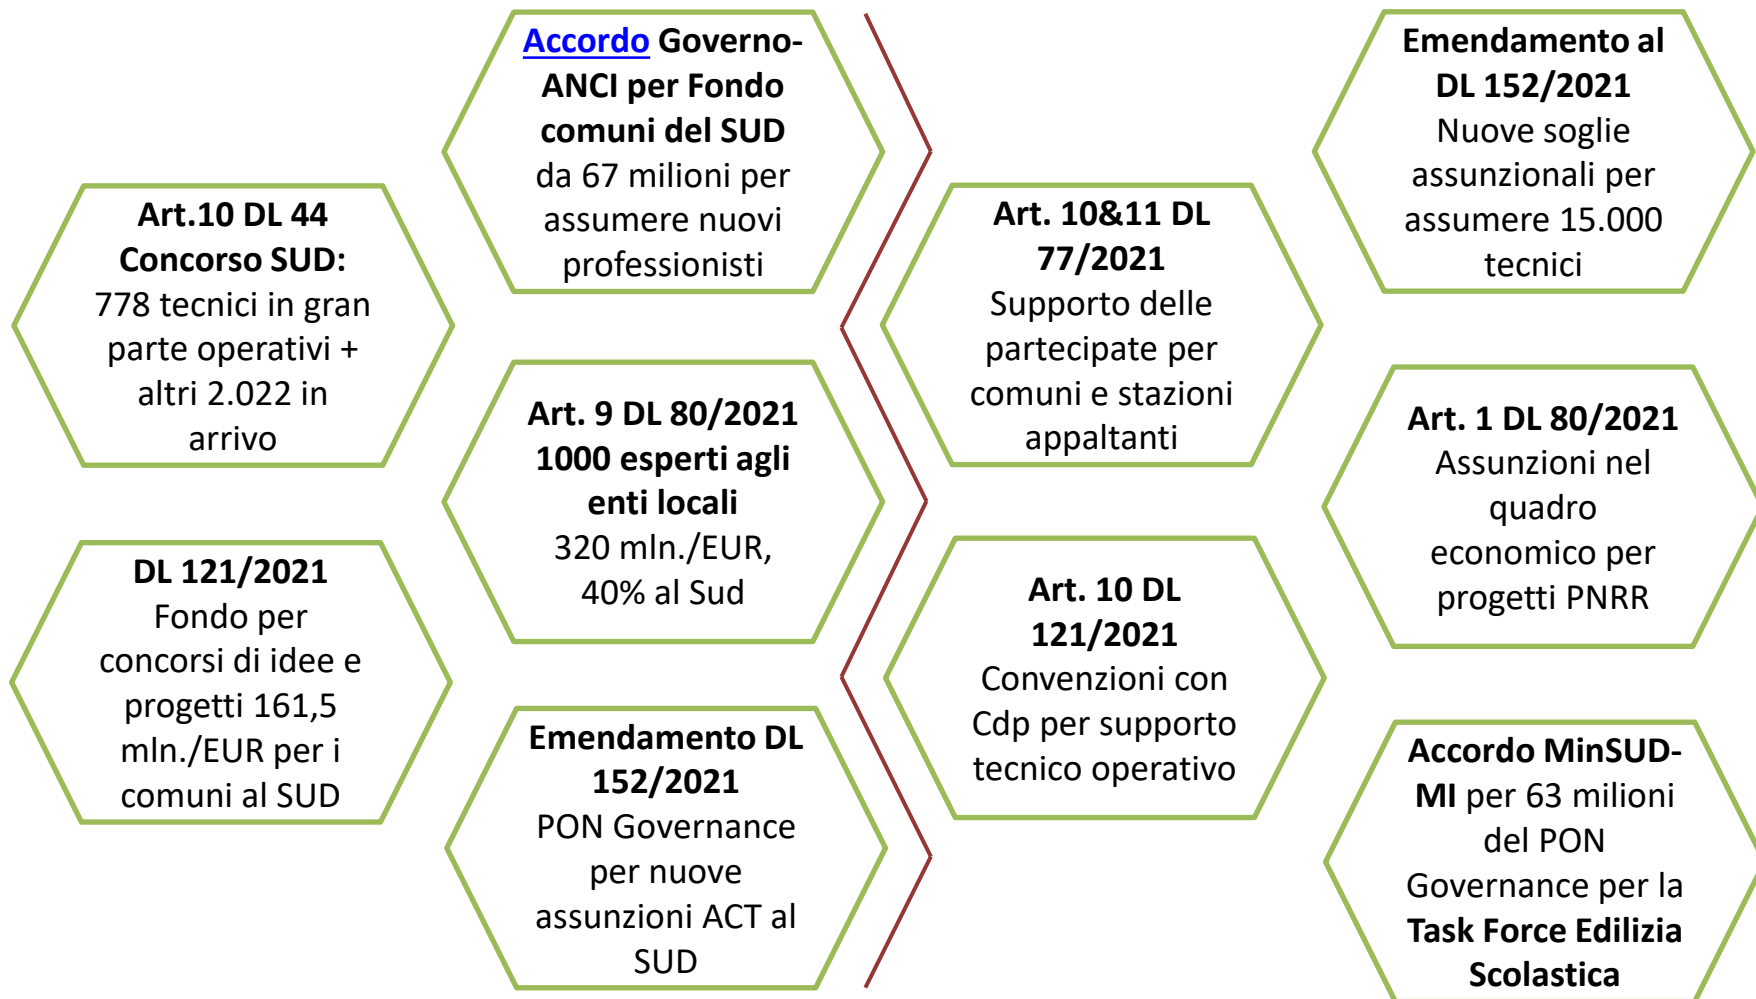 Accordo Governo-
ANCI per Fondo
comuni del SUD
da 67 milioni per
assumere nuovi
professionisti
Emendamento al
DL 152/2021
Nuove soglie
assunzionali per
assumere 15.000
tecnici
Art.10 DL 44
Concorso SUD:
778 tecnici in gran
parte operativi +
altri 2.022 in
arrivo
Art. 10&11 DL
77/2021
Supporto delle
partecipate per
comuni e stazioni
appaltanti
Art. 9 DL 80/2021
1000 esperti agli
enti locali
320 mln./EUR,
40% al Sud
Art. 1 DL 80/2021
Assunzioni nel
quadro
economico per
progetti PNRR
DL 121/2021
Fondo per
concorsi di idee e
progetti 161,5
mln./EUR per i
comuni al SUD
Art. 10 DL
121/2021
Convenzioni con
Cdp per supporto
tecnico operativo
Emendamento DL
152/2021
PON Governance
per nuove
assunzioni ACT al
SUD
Accordo MinSUD-
MI per 63 milioni
del PON
Governance per la
Task Force Edilizia
Scolastica